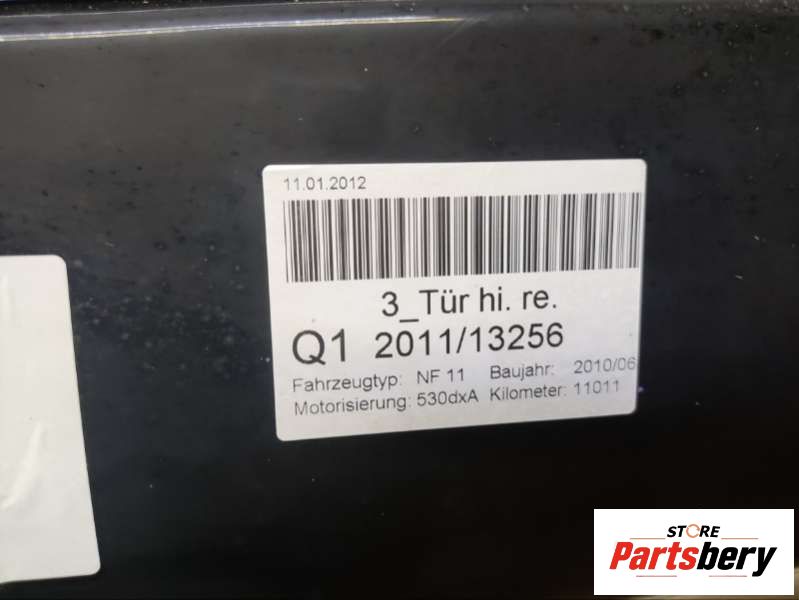 11.01.2012
3_Tür hi. re.
Q1 2011/13256
Fahrzeugtyp: NF 11 Baujahr: 2010/06
Motorisierung: 530dxA Kilometer: 11011
STORE
Partsbery